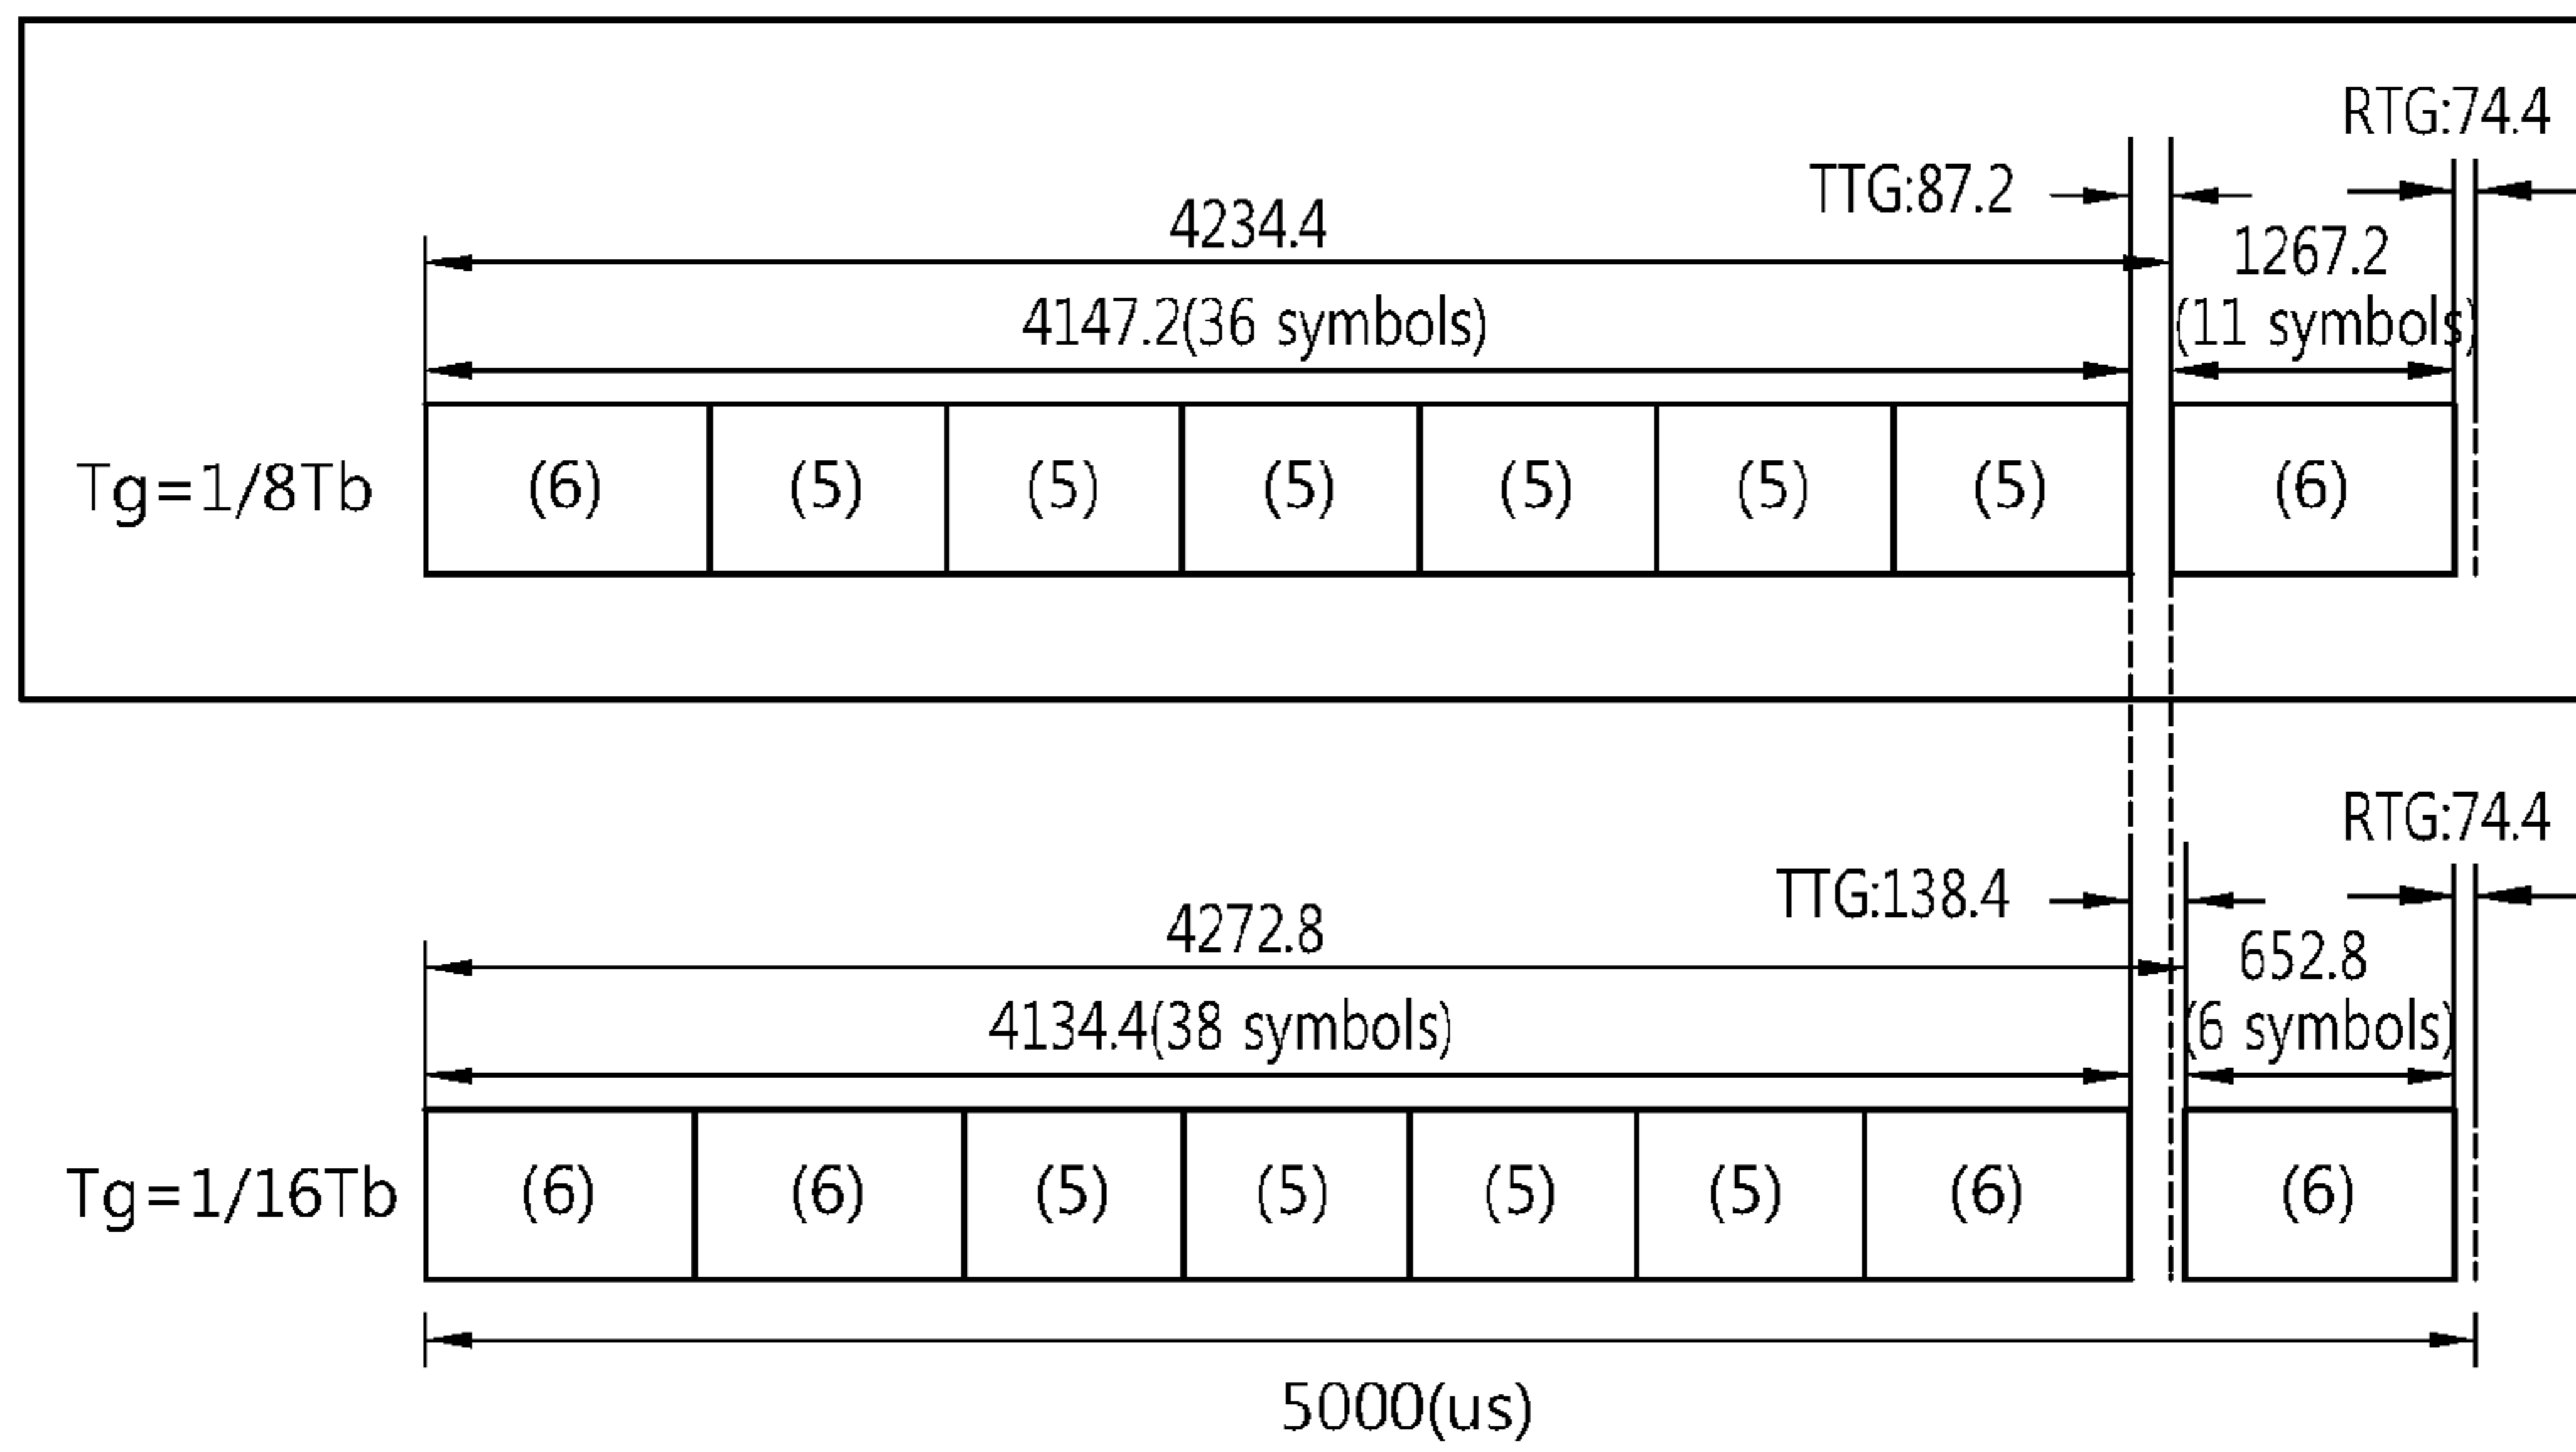 RTG:74.4
TTG:87.2
4234.4
1267.2
4147.2(36 symbols)
(11 symbols)
Tg=1/8Tb
(6)
(5)
(5)
(5)
(5)
(5)
(5)
(6)
RTG:74.4
TTG:138.4
4272.8
652.8
4134.4(38 symbols)
(6 symbols)
Tg=1/16Tb
(6)
(6)
(5)
(5)
(5)
(5)
(6)
(6)
5000(us)